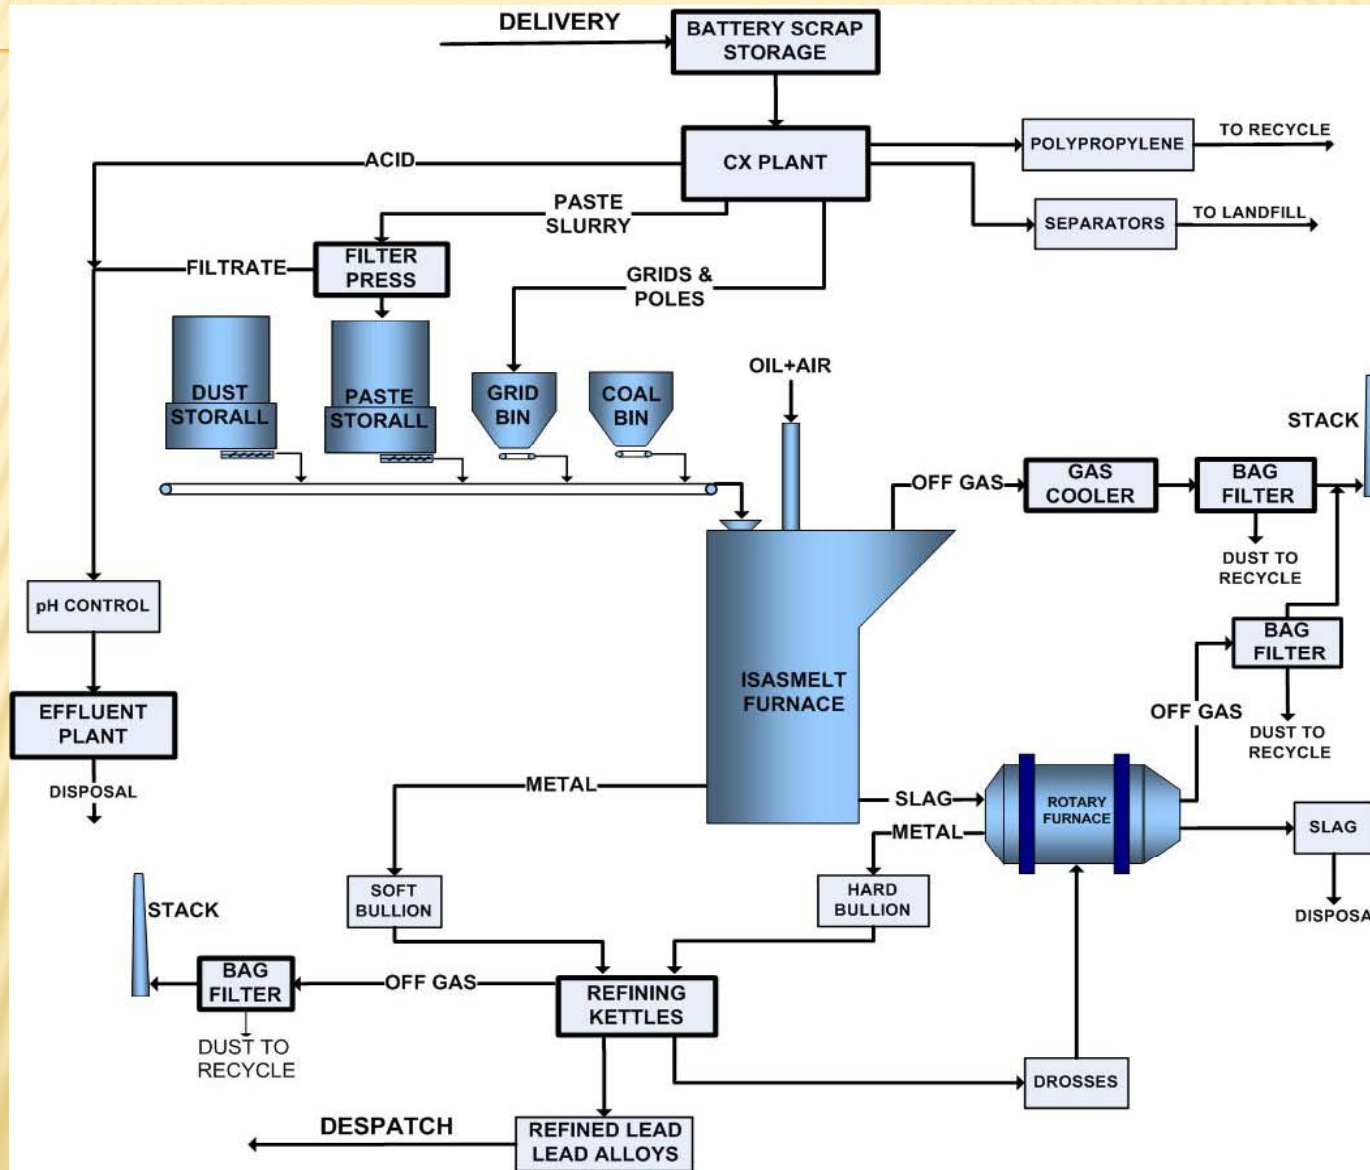 DELIVERY
BATTERY SCRAP
STORAGE
CX PLANT
POLYPROPYLENE
TO RECYCLE
ACID
PASTE
SLURRY
SEPARATORS
TO LANDFILL
FILTRATE
FILTER
PRESS
GRIDS &
POLES
DUST
STORALL
PASTE
STORALL
GRID
BIN
COAL
BIN
OIL+AIR
STACK
OFF GAS
GAS
COOLER
BAG
FILTER
DUST TO
RECYCLE
pH CONTROL
BAG
FILTER
ISASMELT
FURNACE
OFF GAS
EFFLUENT
PLANT
DUST TO
RECYCLE
DISPOSAL
METAL
SLAG
METAL
ROTARY
FURNACE
SLAG
SOFT
BULLION
HARD
BULLION
DISPOSA
STACK
BAG
FILTER
OFF GAS
REFINING
KETTLES
DUST TO
RECYCLE
DROSSES
DESPATCH
REFINED LEAD
LEAD ALLOYS